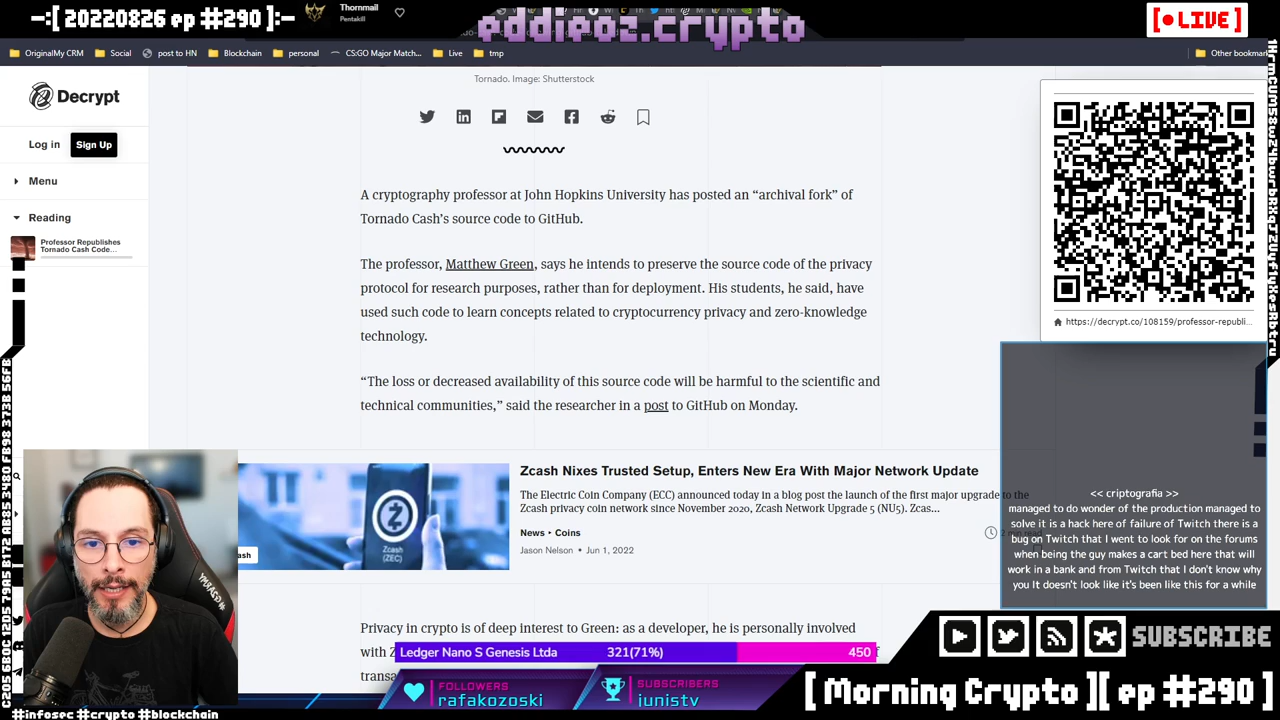 -:[ 20220826 ep #290 ]:-
Thornmail
Pentakill
eddieoz.crypto
[ LIVE ]
OriginalMy CRM
Social
post to HN
Blockchain
personal
CS:GO Major Match...
Live
tmp
Other bookmar
Decrypt
Log in
Sign Up
Menu
Reading
Professor Republishes
Tornado Cash Code...
Tornado. Image: Shutterstock
A cryptography professor at John Hopkins University has posted an “archival fork” of
Tornado Cash’s source code to GitHub.
The professor, Matthew Green, says he intends to preserve the source code of the privacy
protocol for research purposes, rather than for deployment. His students, he said, have
used such code to learn concepts related to cryptocurrency privacy and zero-knowledge
technology.
“The loss or decreased availability of this source code will be harmful to the scientific and
technical communities,” said the researcher in a post to GitHub on Monday.
Zcash
(ZEC)
Zcash Nixes Trusted Setup, Enters New Era With Major Network Update
The Electric Coin Company (ECC) announced today in a blog post the launch of the first major upgrade to the
Zcash privacy coin network since November 2020, Zcash Network Upgrade 5 (NU5). Zcas...
News • Coins
Jason Nelson • Jun 1, 2022
Privacy in crypto is of deep interest to Green: as a developer, he is personally involved
with Z
transa
https://decrypt.co/108159/professor-republi...
<< criptografia >>
managed to do wonder of the production managed to
solve it is a hack here of failure of Twitch there is a
bug on Twitch that I went to look for on the forums
when being the guy makes a cart bed here that will
work in a bank and from Twitch that I don't know why
you It doesn't look like it's been like this for a while
SUBSCRIBE
Ledger Nano S Genesis Ltda
321(71%)
450
FOLLOWERS
rafakozoski
SUBSCRIBERS
iunistv
[ Morning Crypto ][ ep #290 ]
#infosec #crypto #blockchain